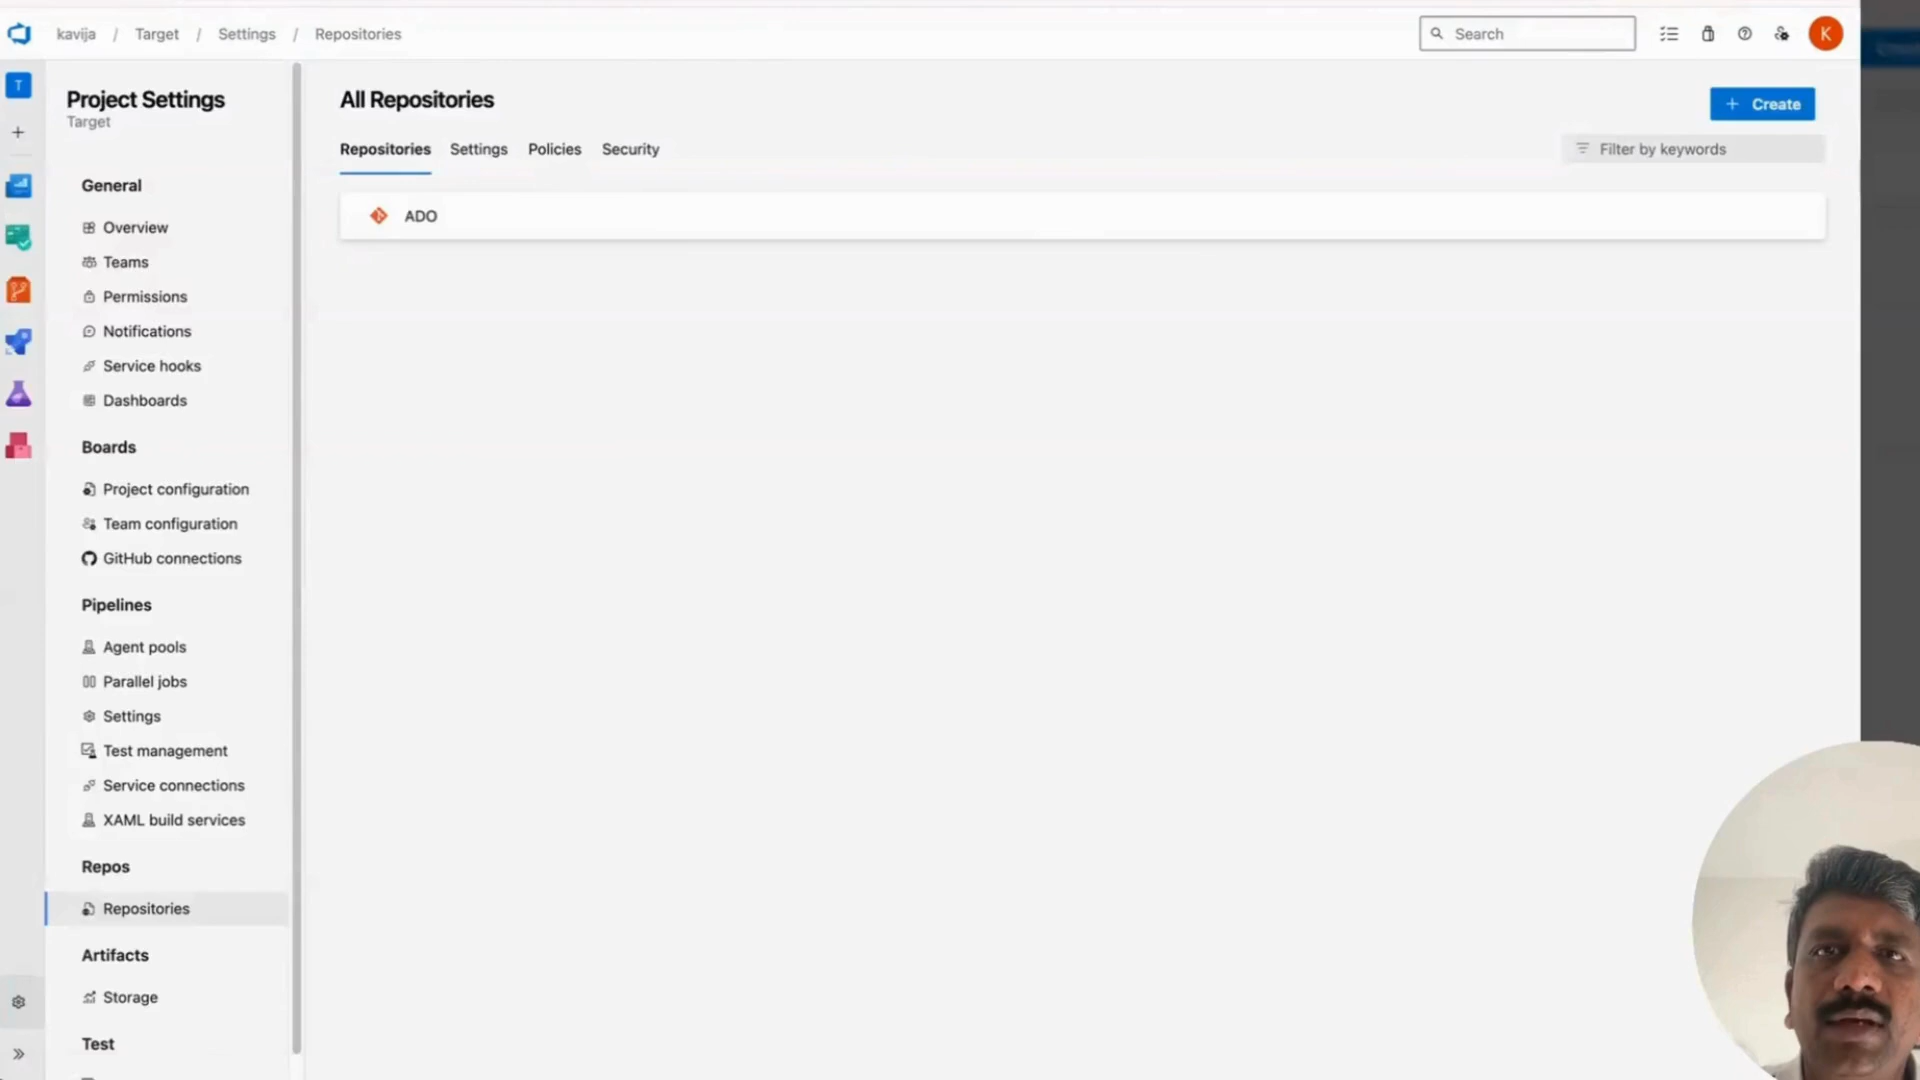 kavija / Target / Settings / Repositories
Search
K
T
Project Settings
Target
General
Overview
Teams
Permissions
Notifications
Service hooks
Dashboards
Boards
Project configuration
Team configuration
GitHub connections
Pipelines
Agent pools
Parallel jobs
Settings
Test management
Service connections
XAML build services
Repos
Repositories
Artifacts
Storage
Test
All Repositories
+ Create
Repositories Settings Policies Security
Filter by keywords
ADO